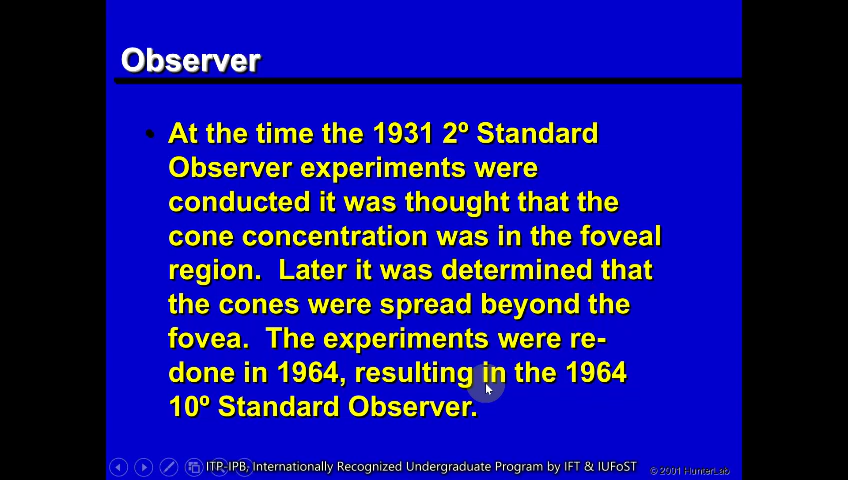 Observer
• At the time the 1931 2º Standard
Observer experiments were
conducted it was thought that the
cone concentration was in the foveal
region. Later it was determined that
the cones were spread beyond the
fovea. The experiments were re-
done in 1964, resulting in the 1964
10º Standard Observer.
ITP-IPB, Internationally Recognized Undergraduate Program by IFT & IUFoST
© 2001 HunterLab